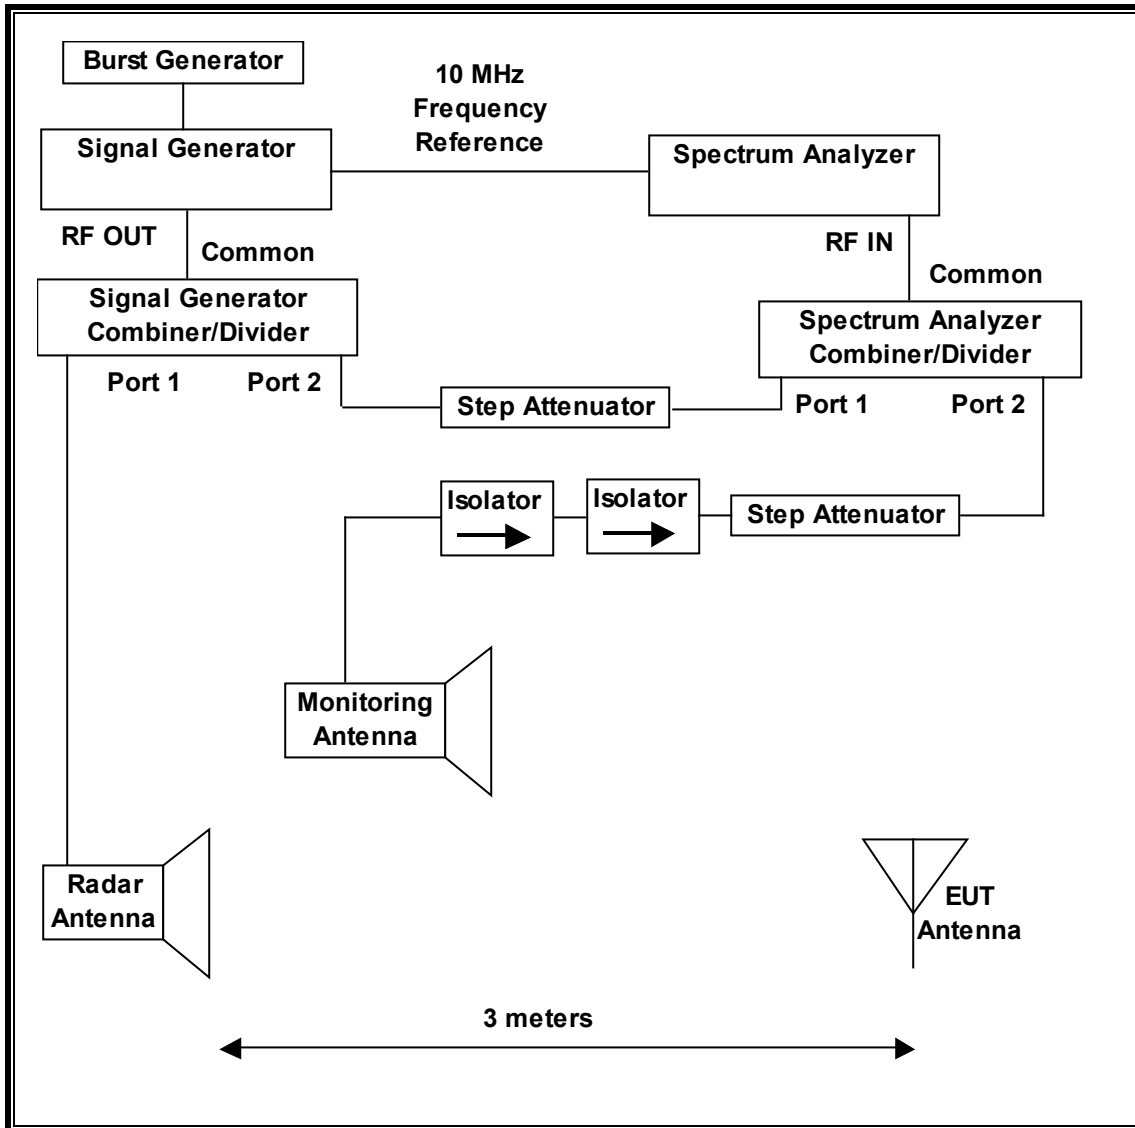 Burst Generator
10 MHz
Frequency
Reference
Signal Generator
Spectrum Analyzer
RF OUT
Common
RF IN
Common
Signal Generator
Combiner/Divider
Spectrum Analyzer
Combiner/Divider
Port 1
Port 2
Step Attenuator
Port 1
Port 2
Isolator
Isolator
Step Attenuator
Monitoring
Antenna
Radar
Antenna
EUT
Antenna
3 meters